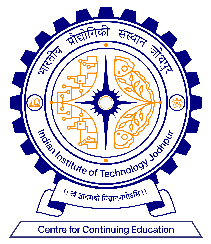 भारतीय प्रौद्योगिकी संस्थान जोधपुर
Indian Institute of Technology Jodhpur
Centre for Continuing Education